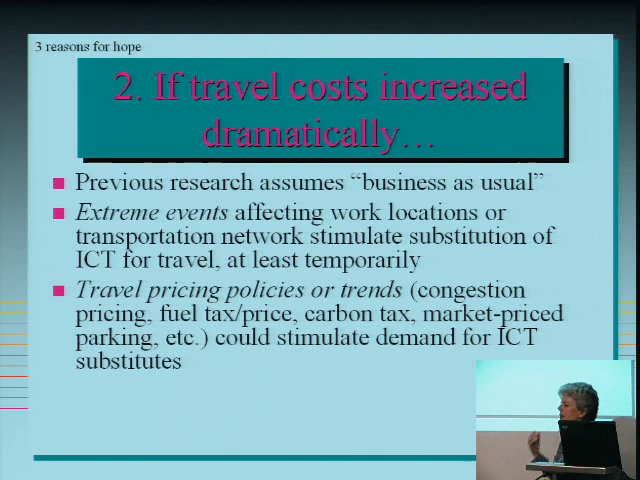 3 reasons for hope
2. If travel costs increased
dramatically…
Previous research assumes “business as usual”
Extreme events affecting work locations or
transportation network stimulate substitution of
ICT for travel, at least temporarily
Travel pricing policies or trends (congestion
pricing, fuel tax/price, carbon tax, market-priced
parking, etc.) could stimulate demand for ICT
substitutes